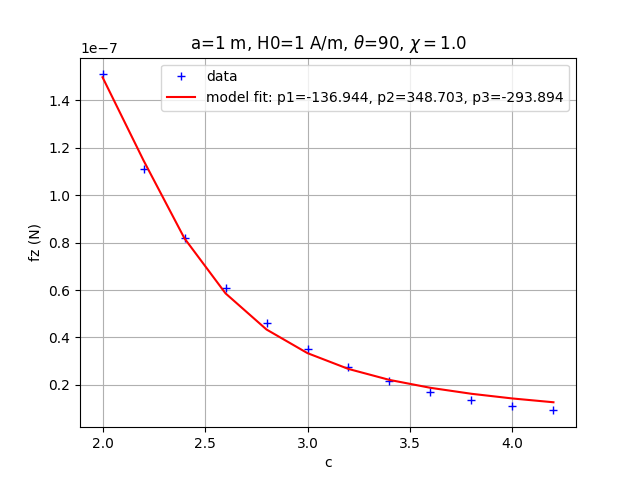 a=1 m, H0=1 A/m, θ=90, χ = 1.0
1e−7
data
model fit: p1=-136.944, p2=348.703, p3=-293.894
1.4
1.2
1.0
0.8
0.6
0.4
0.2
fz (N)
2.0 2.5 3.0 3.5 4.0
c